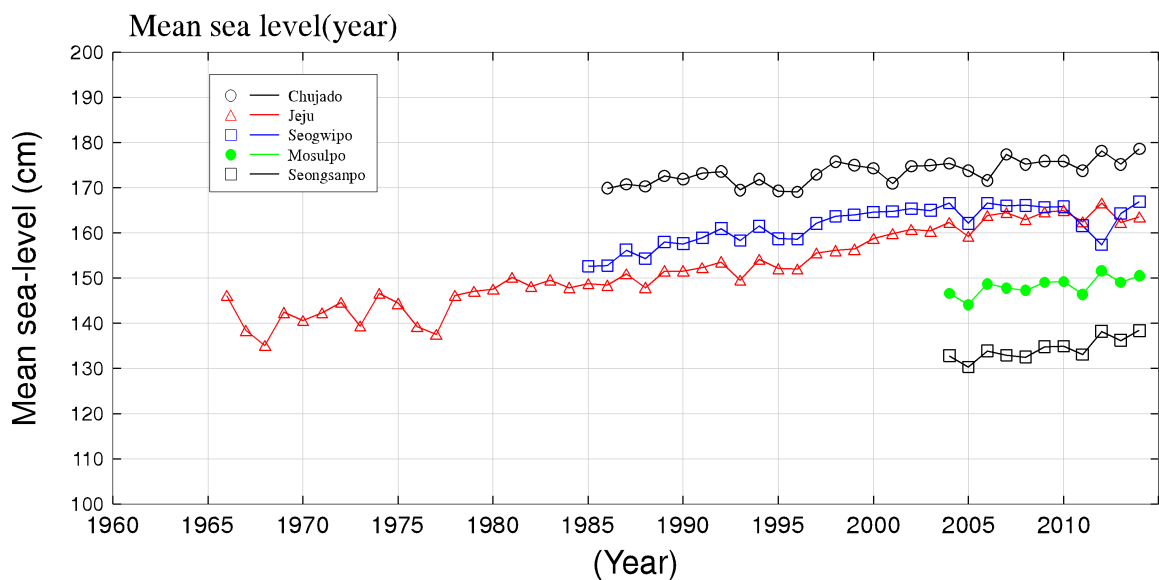 Mean sea level(year)
200
190
180
170
160
150
140
130
120
110
100
Mean sea-level (cm)
Chujado
Jeju
Seogwipo
Mosulpo
Seongsanpo
1960 1965 1970 1975 1980 1985 1990 1995 2000 2005 2010
(Year)